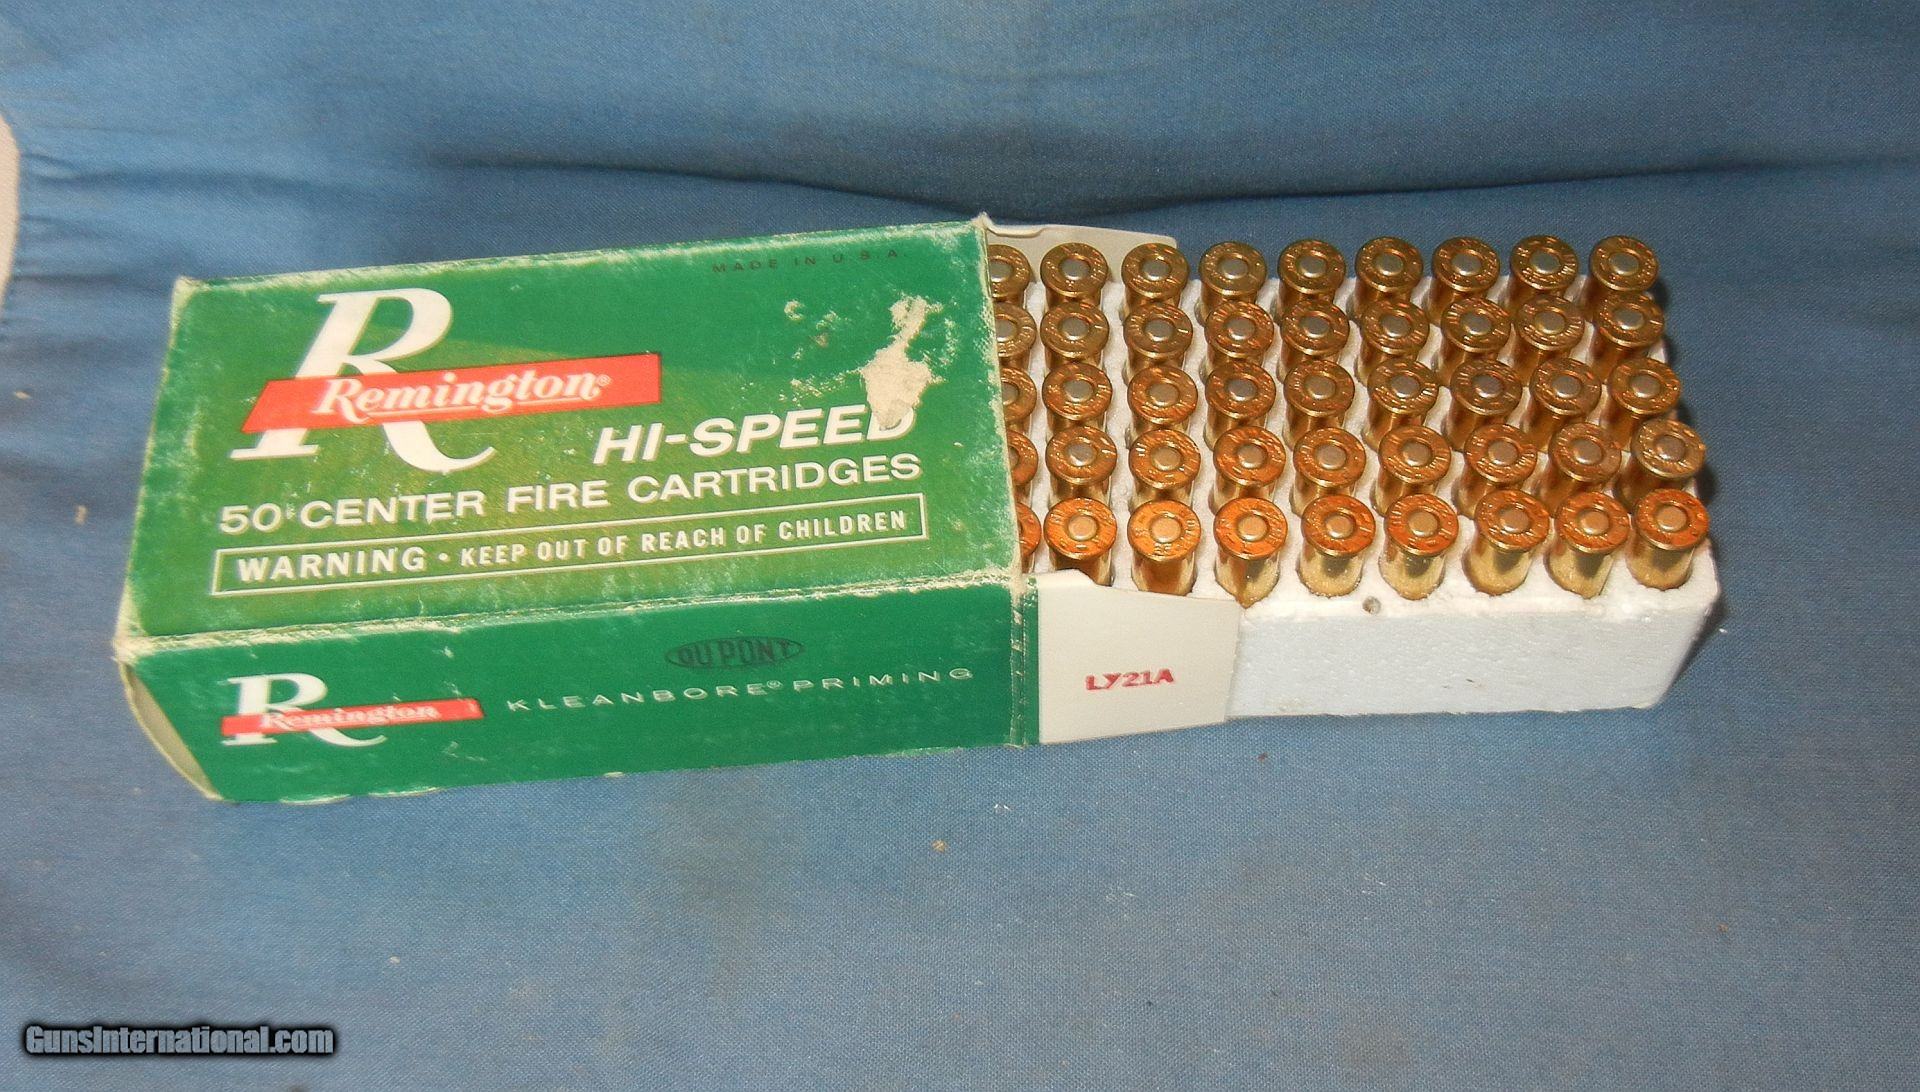 MADE IN U.S.A.
R
Remington®
HI-SPEED
50 CENTER FIRE CARTRIDGES
WARNING • KEEP OUT OF REACH OF CHILDREN
R
Remington
DU PONT
KLEANBORE® PRIMING
LY21A
GunsInternational.com